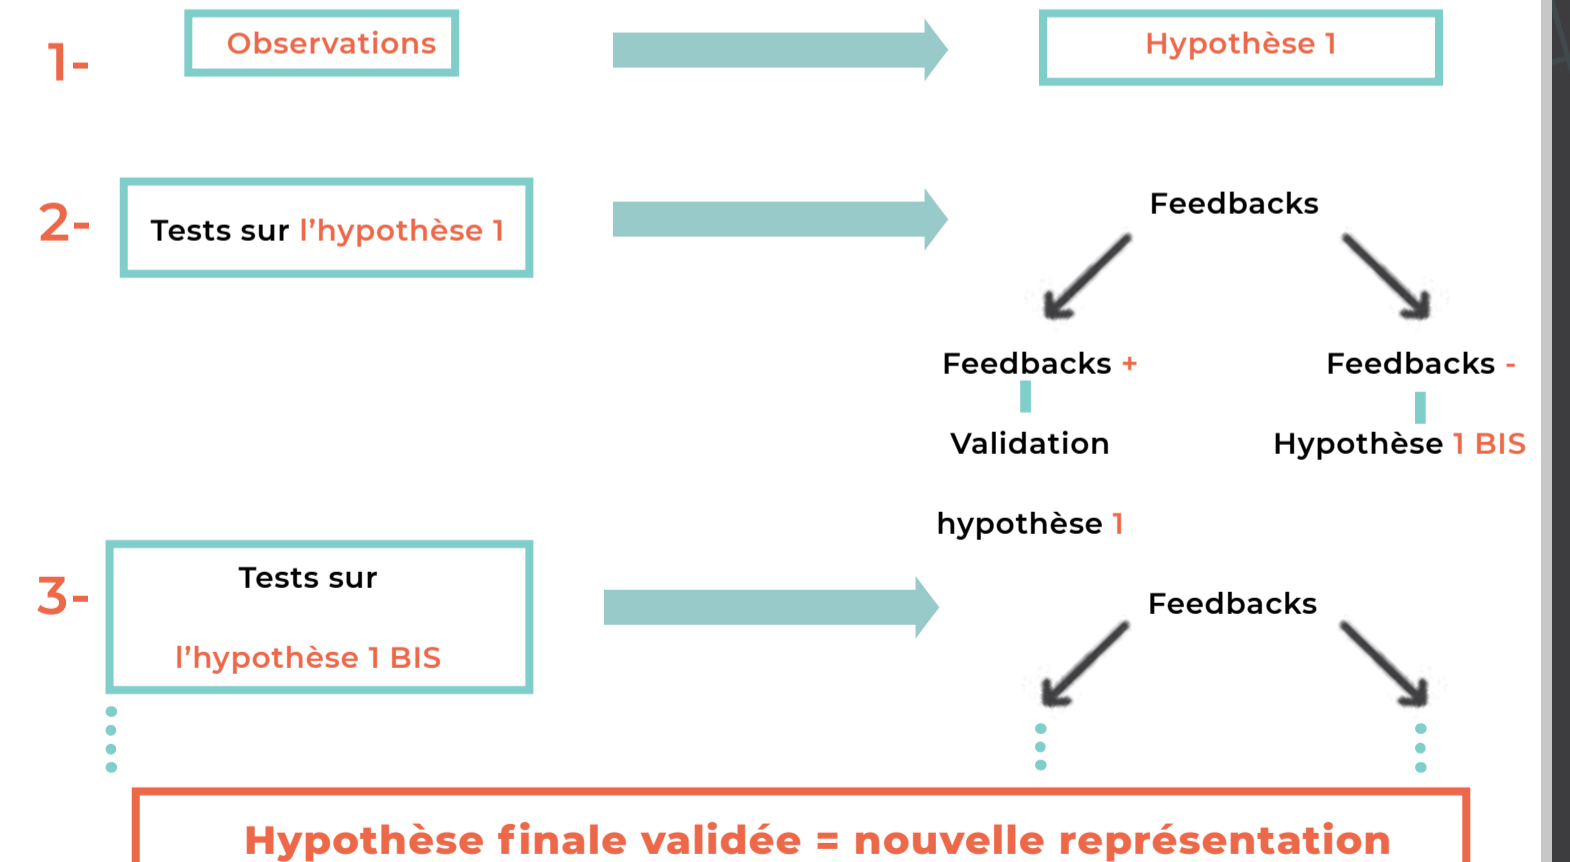 1-
Observations
Hypothèse 1
2-
Tests sur l’hypothèse 1
Feedbacks
Feedbacks +
Feedbacks -
Validation
Hypothèse 1 BIS
hypothèse 1
3-
Tests sur
l’hypothèse 1 BIS
Feedbacks
Hypothèse finale validée = nouvelle représentation